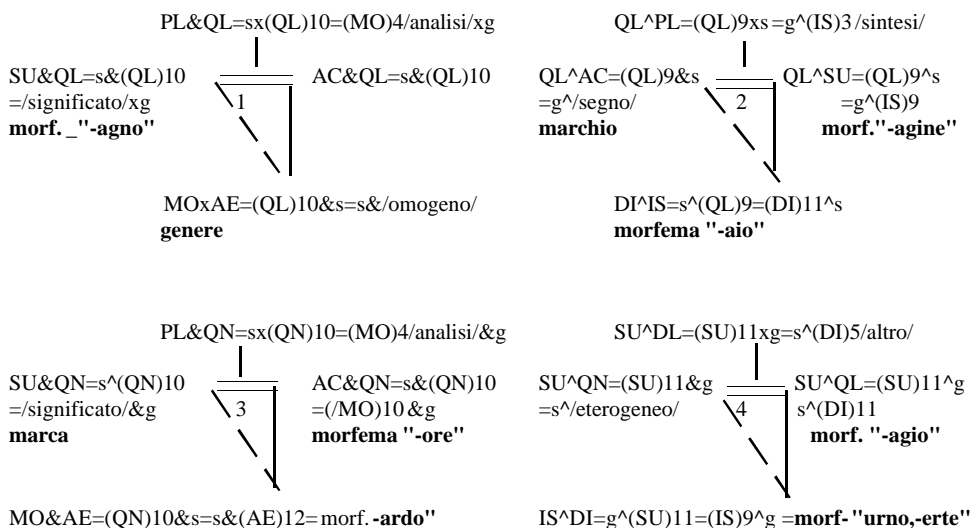 PL&QL=sx(QL)10=(MO)4/analisi/xg
SU&QL=s&(QL)10
=/significato/xg
morf. _"-agno"
AC&QL=s&(QL)10
1
MOxAE=(QL)10&s=s&/omogeno/
genere
QL^PL=(QL)9xs=g^(IS)3/sintesi/
QL^AC=(QL)9&s
=g^/segno/
marchio
QL^SU=(QL)9^s
=g^(IS)9
morf."-agine"
2
DI^IS=s^(QL)9=(DI)11^s
morfema "-aio"
PL&QN=sx(QN)10=(MO)4/analisi/&g
SU&QN=s^(QN)10
=/significato/&g
marca
AC&QN=s&(QN)10
=(/MO)10&g
morfema "-ore"
3
MO&AE=(QN)10&s=s&(AE)12=morf.-ardo"
SU^DL=(SU)11xg=s^(DI)5/altro/
SU^QN=(SU)11&g
=s^/eterogeneo/
SU^QL=(SU)11^g
s^(DI)11
morf. "-agio"
4
IS^DI=g^(SU)11=(IS)9^g =morf-"urno,-erte"